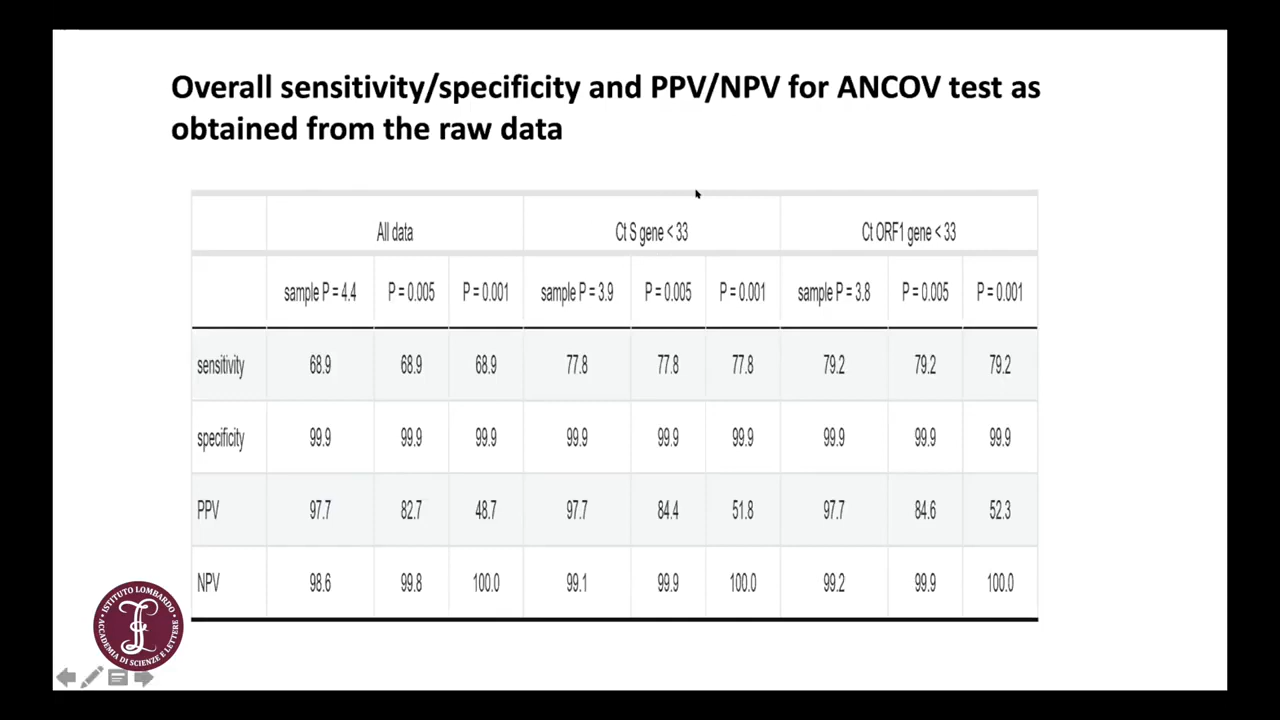 Overall sensitivity/specificity and PPV/NPV for ANCOV test as
obtained from the raw data
All data Ct S gene < 33 Ct ORF1 gene < 33
sample P = 4.4 P = 0.005 P = 0.001 sample P = 3.9 P = 0.005 P = 0.001 sample P = 3.8 P = 0.005 P = 0.001
sensitivity 68.9 68.9 68.9 77.8 77.8 77.8 79.2 79.2 79.2
specificity 99.9 99.9 99.9 99.9 99.9 99.9 99.9 99.9 99.9
PPV 97.7 82.7 48.7 97.7 84.4 51.8 97.7 84.6 52.3
NPV 98.6 99.8 100.0 99.1 99.9 100.0 99.2 99.9 100.0
ISTITUTO LOMBARDO
ACCADEMIA DI SCIENZE E LETTERE